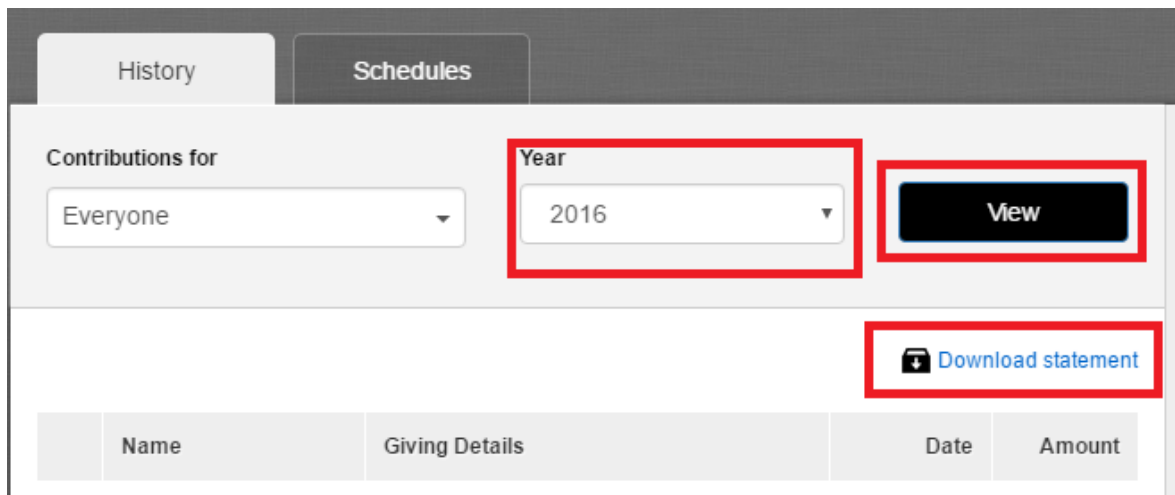 History Schedules
Contributions for Year
Everyone 2016 View
Download statement
Name Giving Details Date Amount